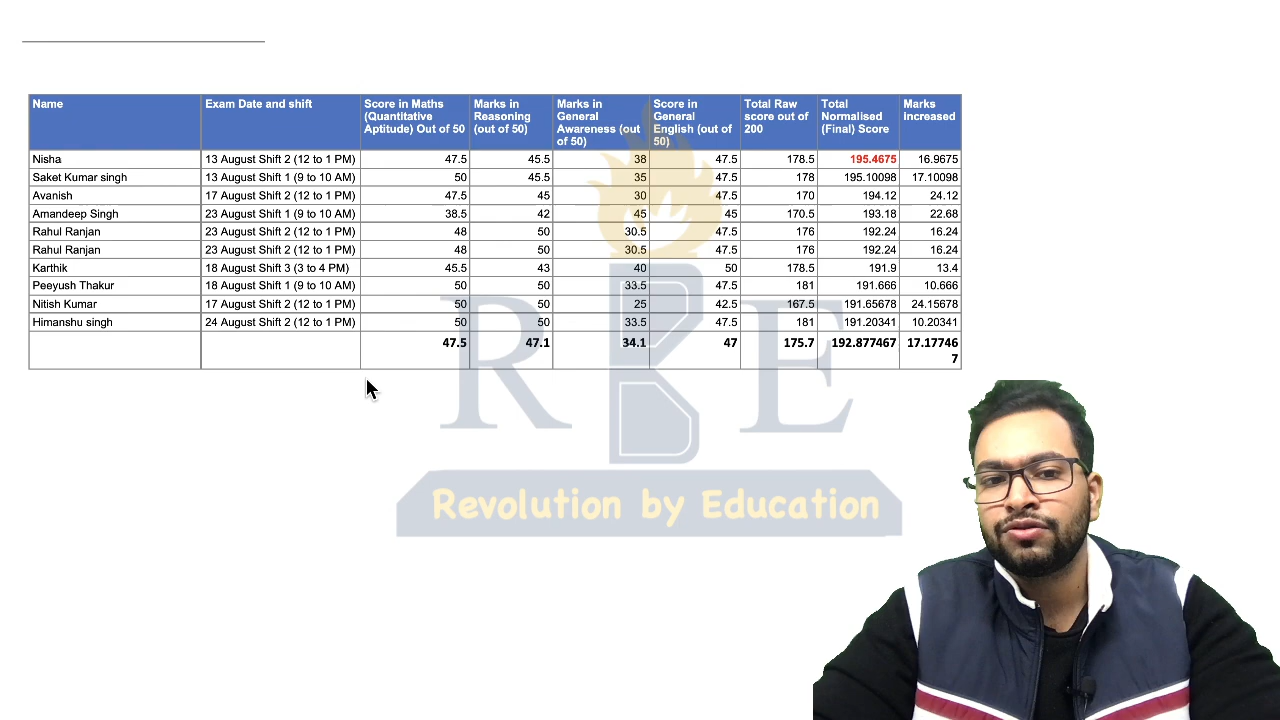 Name Exam Date and shift Score in Maths (Quantitative Aptitude) Out of 50 Marks in Reasoning (out of 50) Marks in General Awareness (out of 50) Score in General English (out of 50) Total Raw score out of 200 Total Normalised (Final) Score Marks increased
Nisha 13 August Shift 2 (12 to 1 PM) 47.5 45.5 38 47.5 178.5 195.4675 16.9675
Saket Kumar singh 13 August Shift 1 (9 to 10 AM) 50 45.5 35 47.5 178 195.10098 17.10098
Avanish 17 August Shift 2 (12 to 1 PM) 47.5 45 30 47.5 170 194.12 24.12
Amandeep Singh 23 August Shift 1 (9 to 10 AM) 38.5 42 45 45 170.5 193.18 22.68
Rahul Ranjan 23 August Shift 2 (12 to 1 PM) 48 50 30.5 47.5 176 192.24 16.24
Rahul Ranjan 23 August Shift 2 (12 to 1 PM) 48 50 30.5 47.5 176 192.24 16.24
Karthik 18 August Shift 3 (3 to 4 PM) 45.5 43 40 50 178.5 191.9 13.4
Peeyush Thakur 18 August Shift 1 (9 to 10 AM) 50 50 33.5 47.5 181 191.666 10.666
Nitish Kumar 17 August Shift 2 (12 to 1 PM) 50 50 25 42.5 167.5 191.65678 24.15678
Himanshu singh 24 August Shift 2 (12 to 1 PM) 50 50 33.5 47.5 181 191.20341 10.20341
47.5 47.1 34.1 47 175.7 192.877467 17.177467
RBE
Revolution by Education